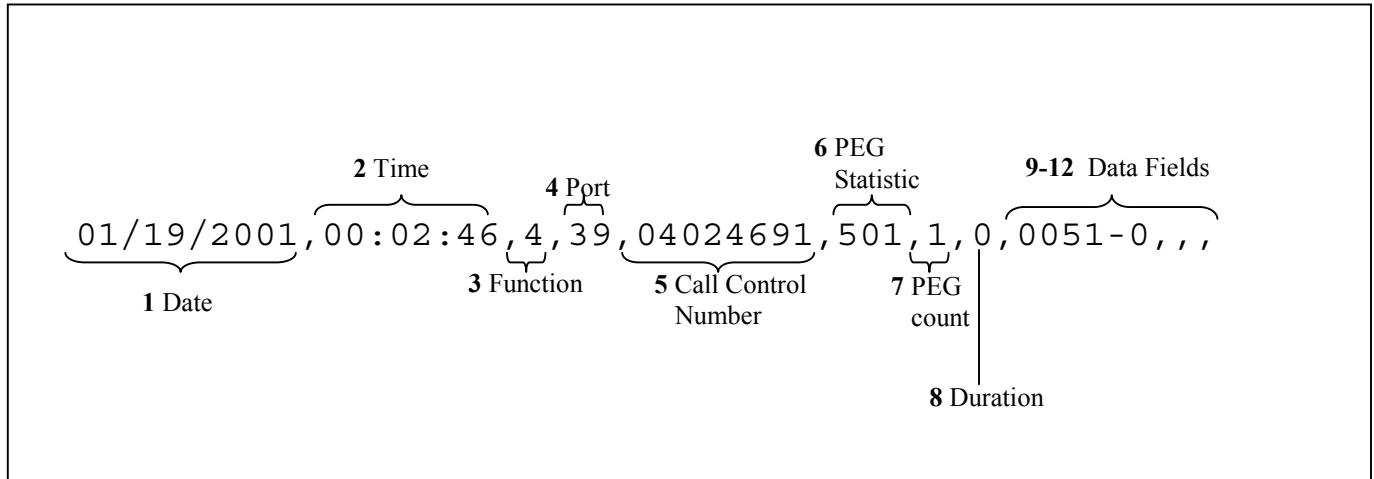 6 PEG
Statistic
9-12 Data Fields
2 Time
4 Port
01/19/2001,00:02:46,4,39,04024691,501,1,0,0051-0,,,
3 Function
5 Call Control
Number
7 PEG
count
1 Date
8 Duration